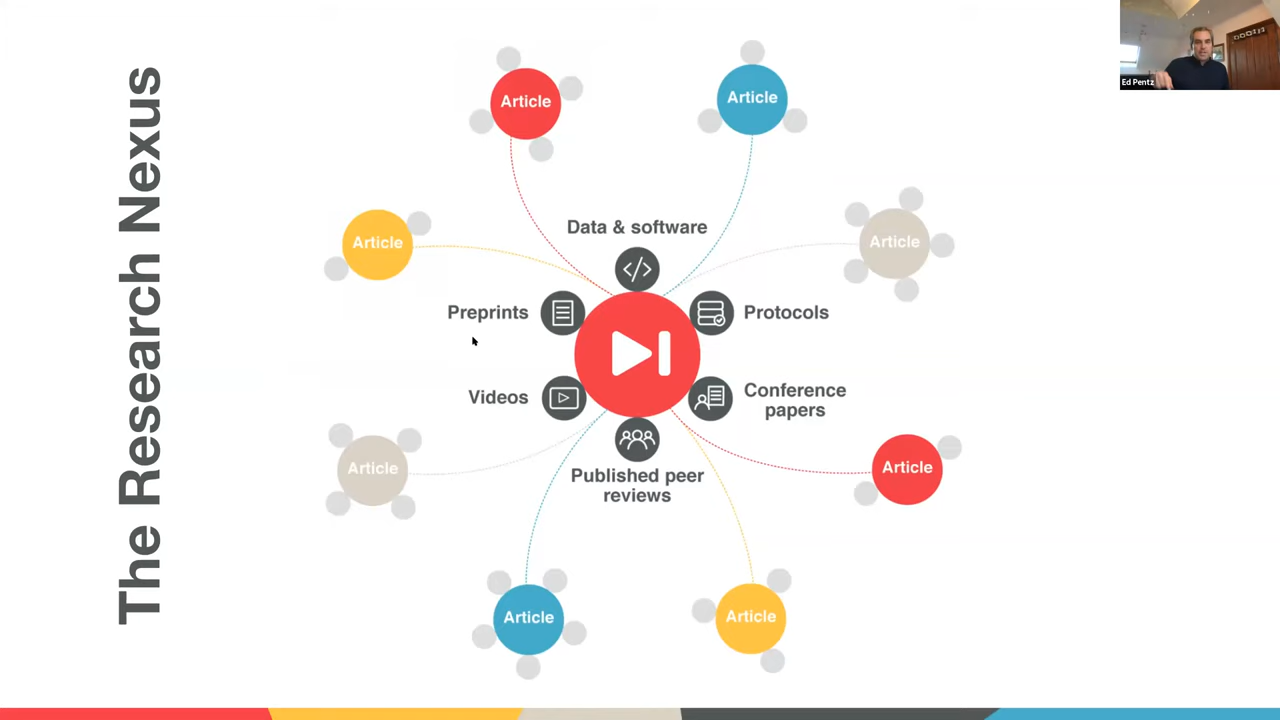 The Research Nexus
Ed Pentz
Article
Article
Article
Article
Data & software
Preprints
Protocols
Videos
Conference
papers
Published peer
reviews
Article
Article
Article
Article